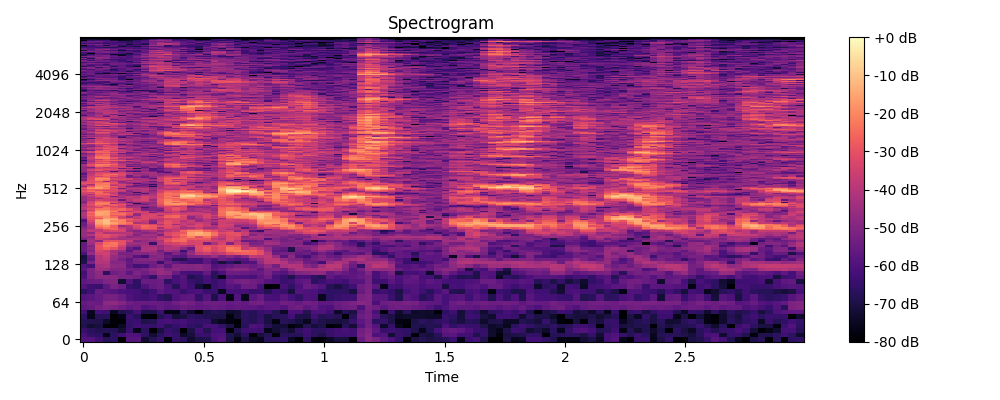 Spectrogram
Hz
4096
2048
1024
512
256
128
64
0
0
0.5
1
1.5
2
2.5
Time
+0 dB
-10 dB
-20 dB
-30 dB
-40 dB
-50 dB
-60 dB
-70 dB
-80 dB